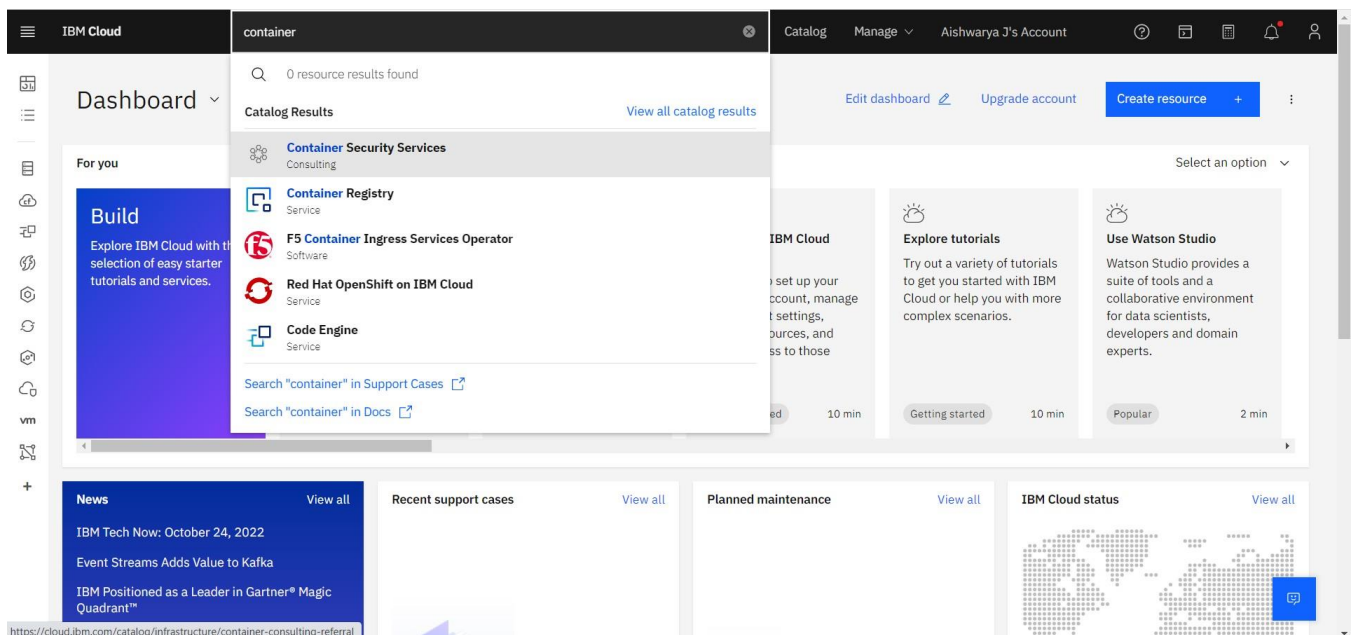 IBM Cloud
container
Catalog
Manage
Aishwarya J's Account
Dashboard
Edit dashboard
Upgrade account
Create resource +
0 resource results found
Catalog Results
View all catalog results
Container Security Services
Consulting
Container Registry
Service
F5 Container Ingress Services Operator
Software
Red Hat OpenShift on IBM Cloud
Service
Code Engine
Service
Search "container" in Support Cases
Search "container" in Docs
For you
Select an option
Build
Explore IBM Cloud with th
selection of easy starter
tutorials and services.
IBM Cloud
set up your
ccount, manage
t settings,
ources, and
ss to those
ed
10 min
Explore tutorials
Try out a variety of tutorials
to get you started with IBM
Cloud or help you with more
complex scenarios.
Getting started
10 min
Use Watson Studio
Watson Studio provides a
suite of tools and a
collaborative environment
for data scientists,
developers and domain
experts.
Popular
2 min
vm
News
View all
IBM Tech Now: October 24, 2022
Event Streams Adds Value to Kafka
IBM Positioned as a Leader in Gartner® Magic
Quadrant™
Recent support cases
View all
Planned maintenance
View all
IBM Cloud status
View all
https://cloud.ibm.com/catalog/infrastructure/container-consulting-referral